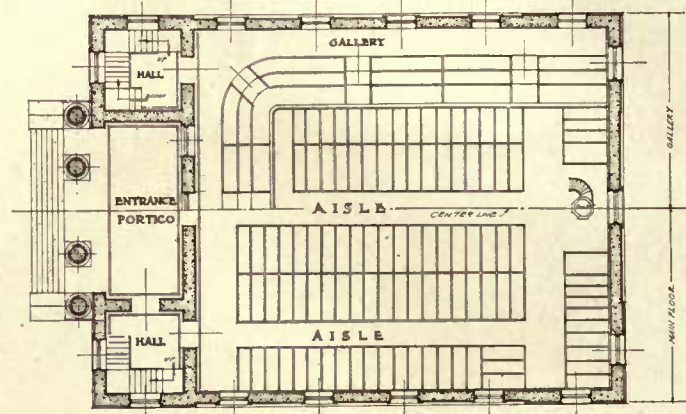 GALLERY
UP
HALL
DOWN
GALLERY
ENTRANCE
PORTICO
AISLE
CENTER LINE
AISLE
MAIN FLOOR
HALL
UP